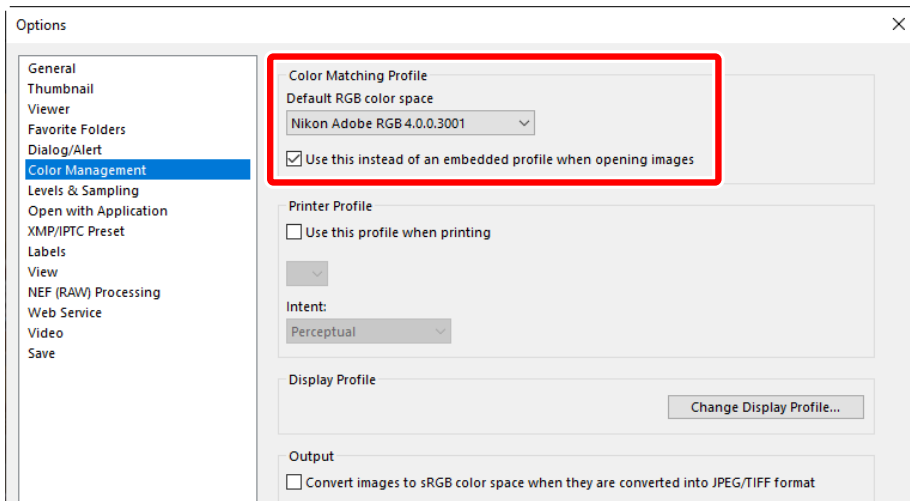 Options
General
Thumbnail
Viewer
Favorite Folders
Dialog/Alert
Color Management
Levels & Sampling
Open with Application
XMP/IPTC Preset
Labels
View
NEF (RAW) Processing
Web Service
Video
Save
Color Matching Profile
Default RGB color space
Nikon Adobe RGB 4.0.0.3001
Use this instead of an embedded profile when opening images
Printer Profile
Use this profile when printing
Intent:
Perceptual
Display Profile
Change Display Profile...
Output
Convert images to sRGB color space when they are converted into JPEG/TIFF format